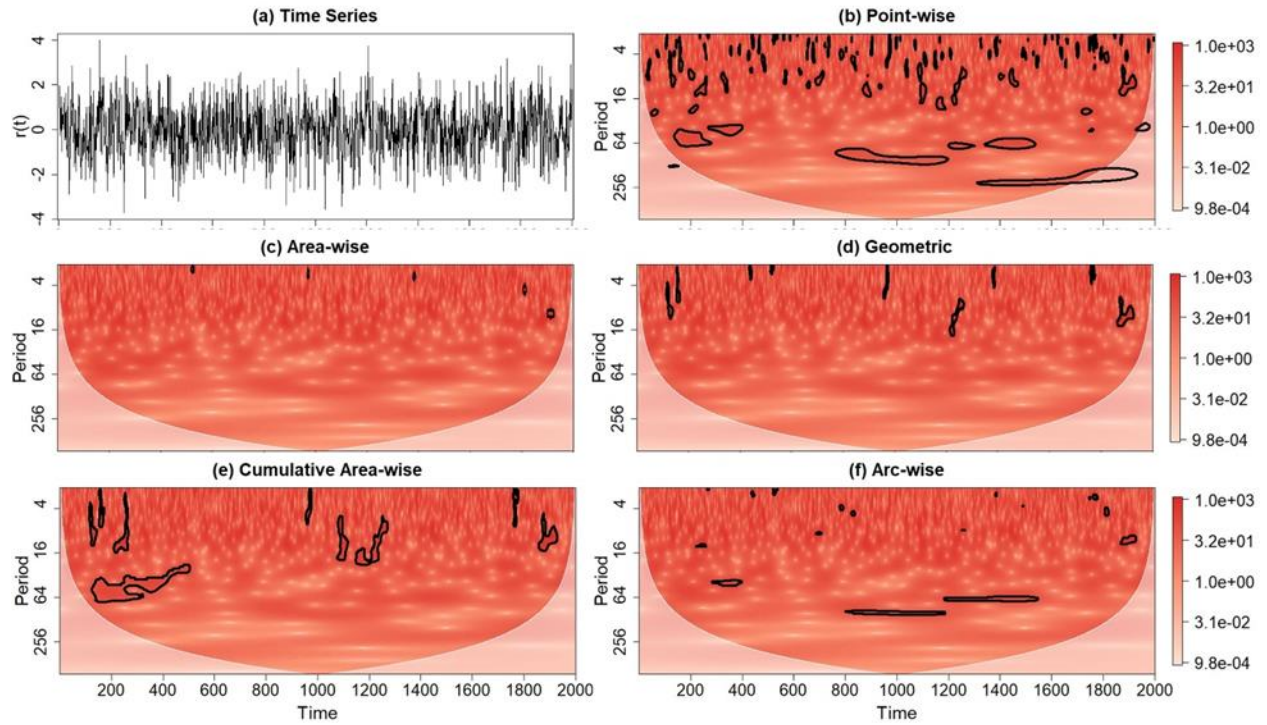 (a) Time Series
(b) Point-wise
4
2
0
-2
-4
r(t)
4
16
64
256
Period
1.0e+03
3.2e+01
1.0e+00
3.1e-02
9.8e-04
(c) Area-wise
(d) Geometric
4
16
64
256
Period
4
16
64
256
Period
1.0e+03
3.2e+01
1.0e+00
3.1e-02
9.8e-04
(e) Cumulative Area-wise
(f) Arc-wise
4
16
64
256
Period
200 400 600 800 1000 1200 1400 1600 1800 2000
Time
4
16
64
256
Period
200 400 600 800 1000 1200 1400 1600 1800 2000
Time
1.0e+03
3.2e+01
1.0e+00
3.1e-02
9.8e-04